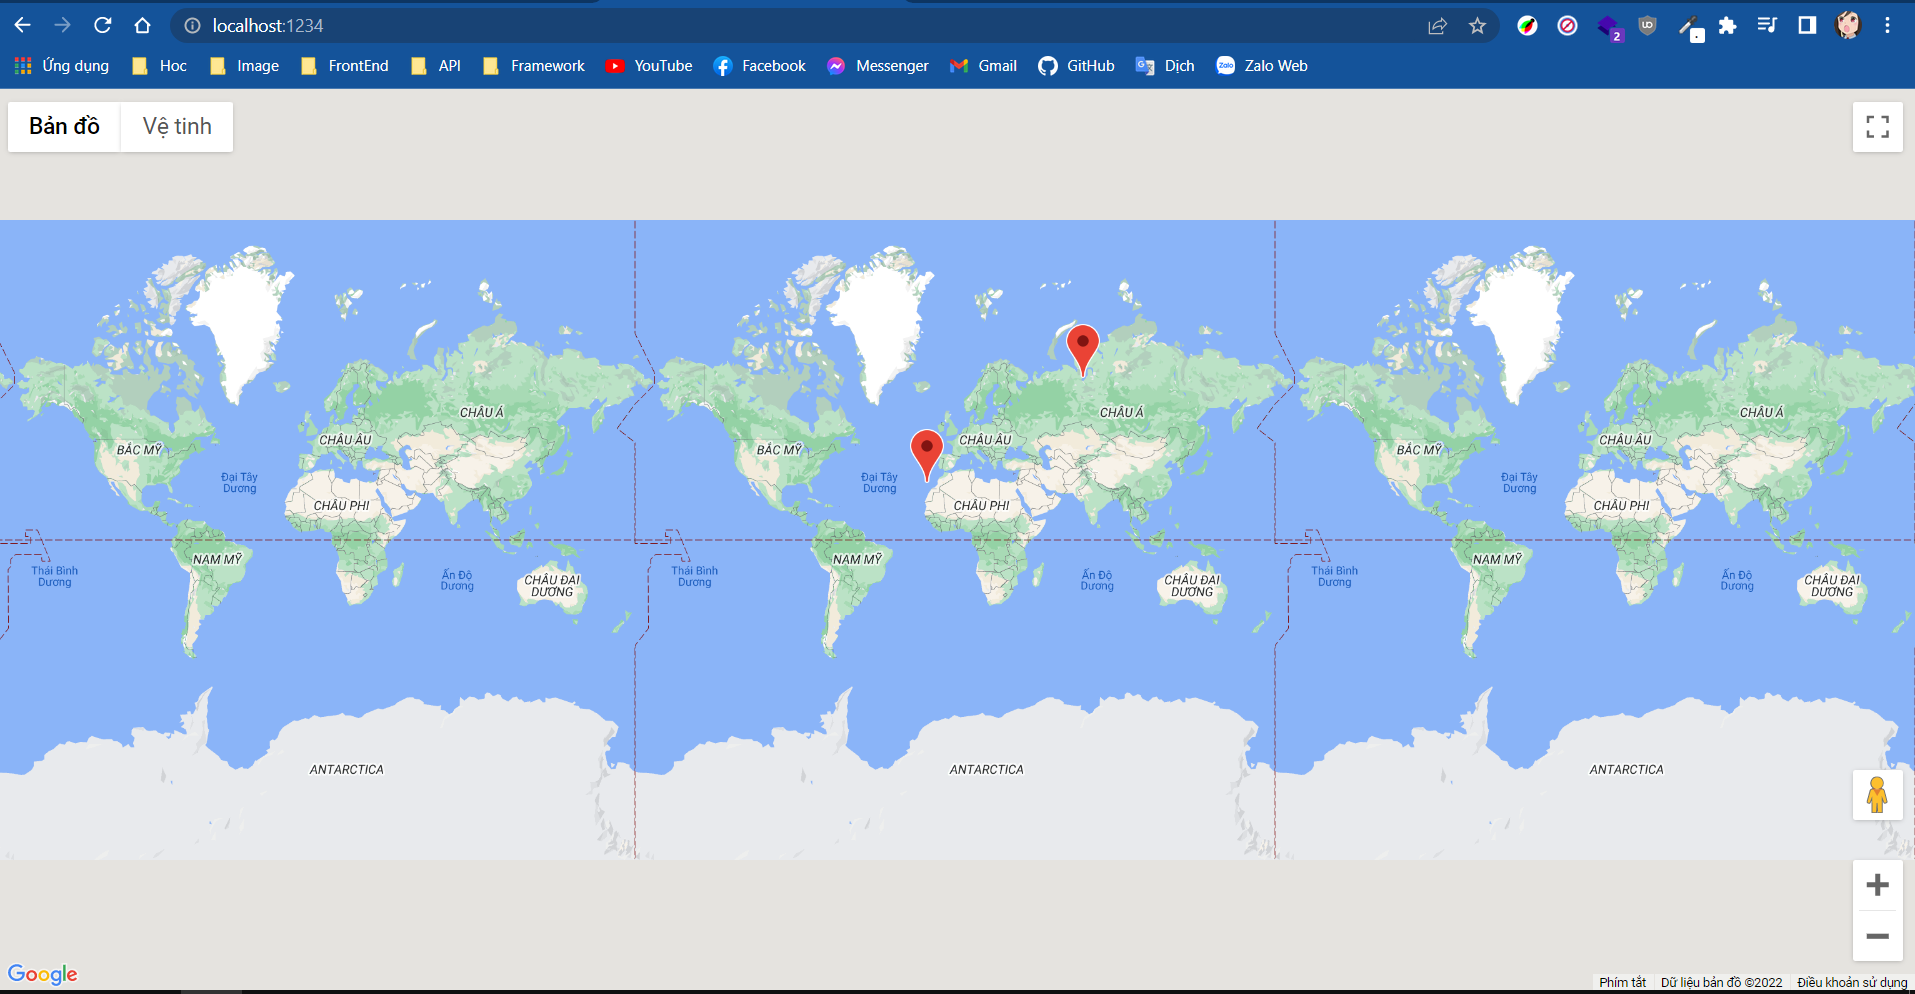 localhost:1234
2
Ứng dụng
Hoc
Image
FrontEnd
API
Framework
YouTube
Facebook
Messenger
Gmail
GitHub
Dịch
Zalo Web
Bản đồ
Vệ tinh
CHÂU Á
CHÂU Á
CHÂU Á
CHÂU ÂU
CHÂU ÂU
CHÂU ÂU
BẮC MỸ
BẮC MỸ
BẮC MỸ
Đại Tây
Dương
Đại Tây
Dương
Đại Tây
Dương
CHÂU PHI
CHÂU PHI
CHÂU PHI
NAM MỸ
NAM MỸ
NAM MỸ
Thái Bình
Dương
Thái Bình
Dương
Thái Bình
Dương
Ấn Độ
Dương
Ấn Độ
Dương
Ấn Độ
Dương
CHÂU ĐẠI
DƯƠNG
CHÂU ĐẠI
DƯƠNG
CHÂU ĐẠI
DƯƠNG
ANTARCTICA
ANTARCTICA
ANTARCTICA
Google
Phím tắt
Dữ liệu bản đồ ©2022
Điều khoản sử dụng